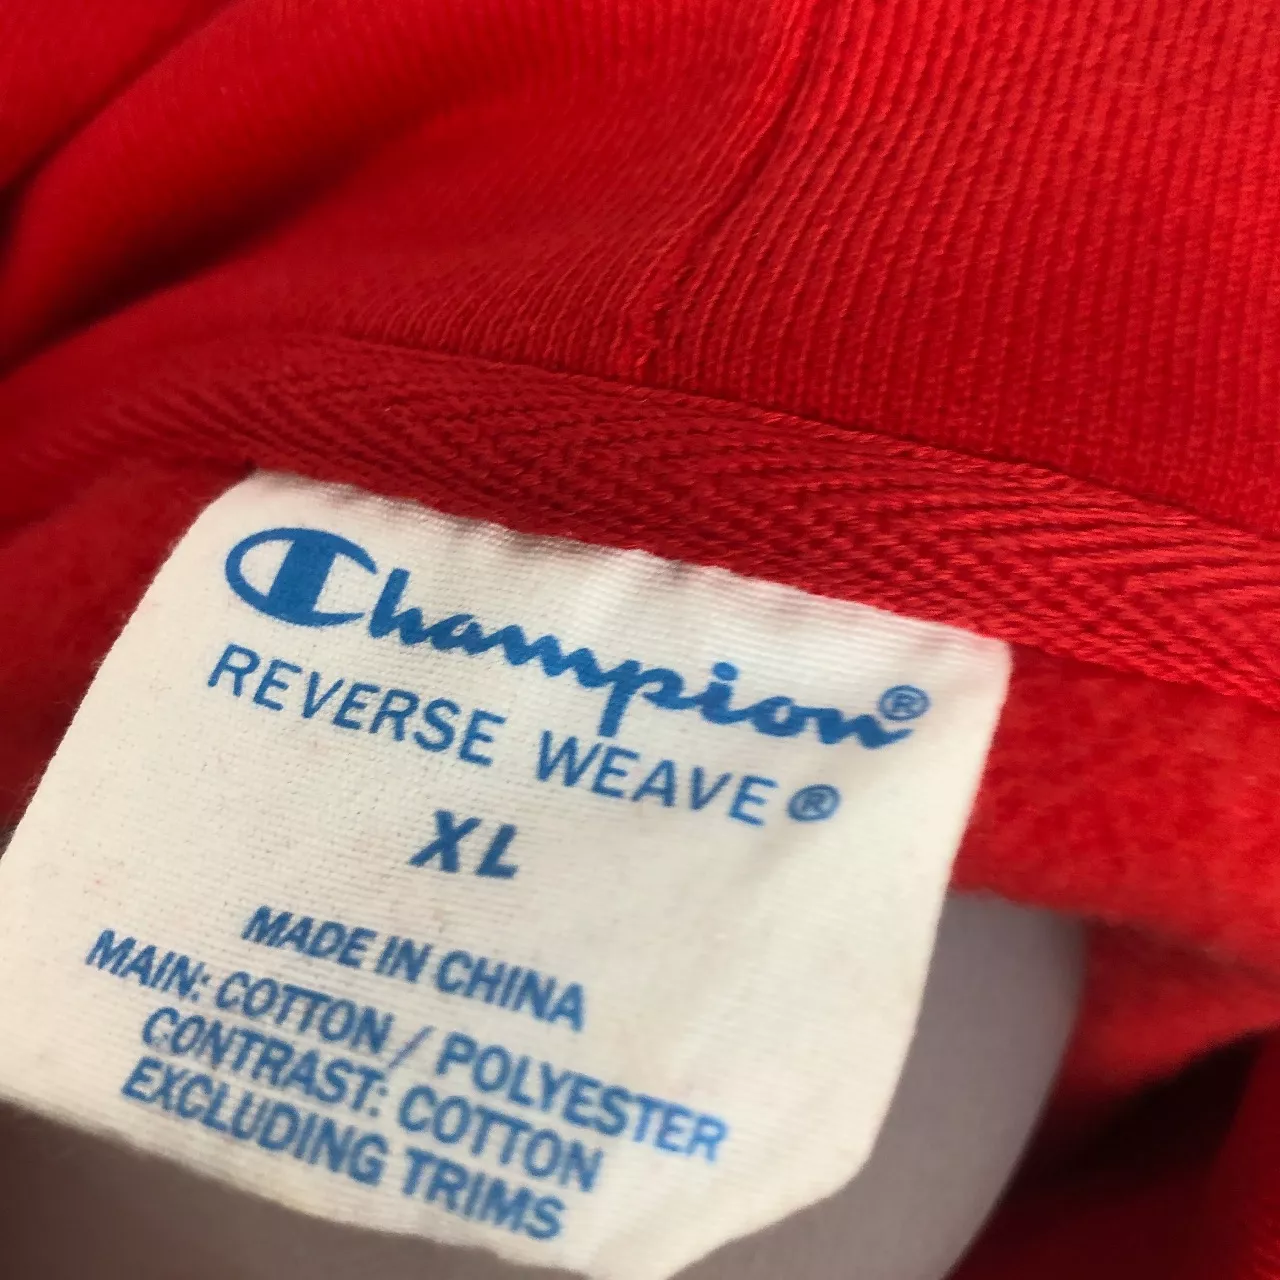 Champion®
REVERSE WEAVE®
XL
MADE IN CHINA
MAIN: COTTON / POLYESTER
CONTRAST: COTTON
EXCLUDING TRIMS